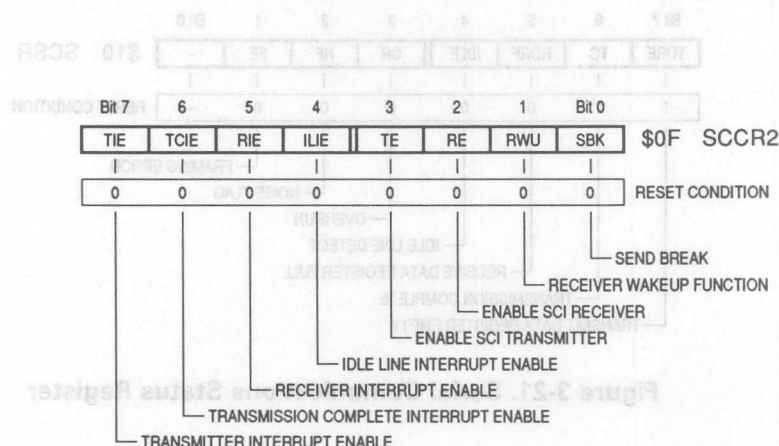 Bit 7 6 5 4 3 2 1 Bit 0
TIE TCIE RIE ILIE TE RE RWU SBK $0F SCCR2
0 0 0 0 0 0 0 0 RESET CONDITION
SEND BREAK
RECEIVER WAKEUP FUNCTION
ENABLE SCI RECEIVER
ENABLE SCI TRANSMITTER
IDLE LINE INTERRUPT ENABLE
RECEIVER INTERRUPT ENABLE
TRANSMISSION COMPLETE INTERRUPT ENABLE
TRANSMITTER INTERRUPT ENABLE